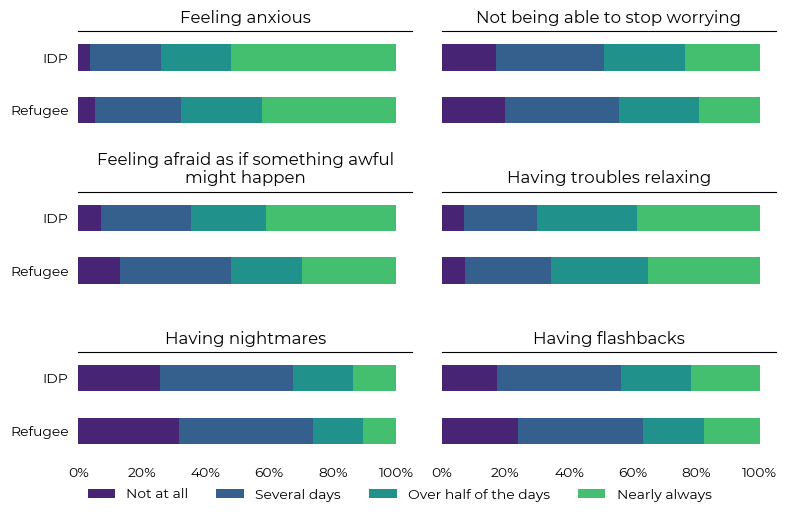 Feeling anxious
Not being able to stop worrying
IDP
Refugee
Feeling afraid as if something awful
might happen
Having troubles relaxing
IDP
Refugee
Having nightmares
Having flashbacks
IDP
Refugee
0% 20% 40% 60% 80% 100% 0% 20% 40% 60% 80% 100%
Not at all Several days Over half of the days Nearly always